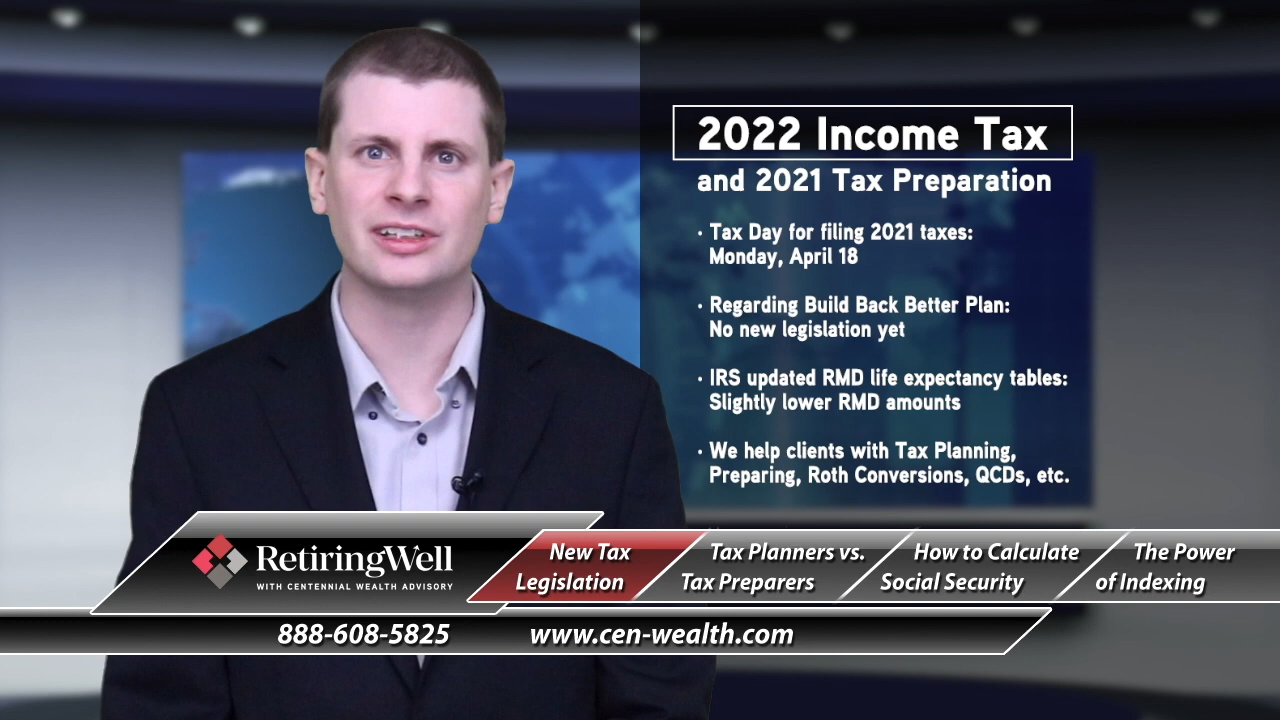 2022 Income Tax
and 2021 Tax Preparation
· Tax Day for filing 2021 taxes:
Monday, April 18
· Regarding Build Back Better Plan:
No new legislation yet
· IRS updated RMD life expectancy tables:
Slightly lower RMD amounts
· We help clients with Tax Planning,
Preparing, Roth Conversions, QCDs, etc.
RetiringWell
WITH CENTENNIAL WEALTH ADVISORY
New Tax
Legislation
Tax Planners vs.
Tax Preparers
How to Calculate
Social Security
The Power
of Indexing
888-608-5825
www.cen-wealth.com